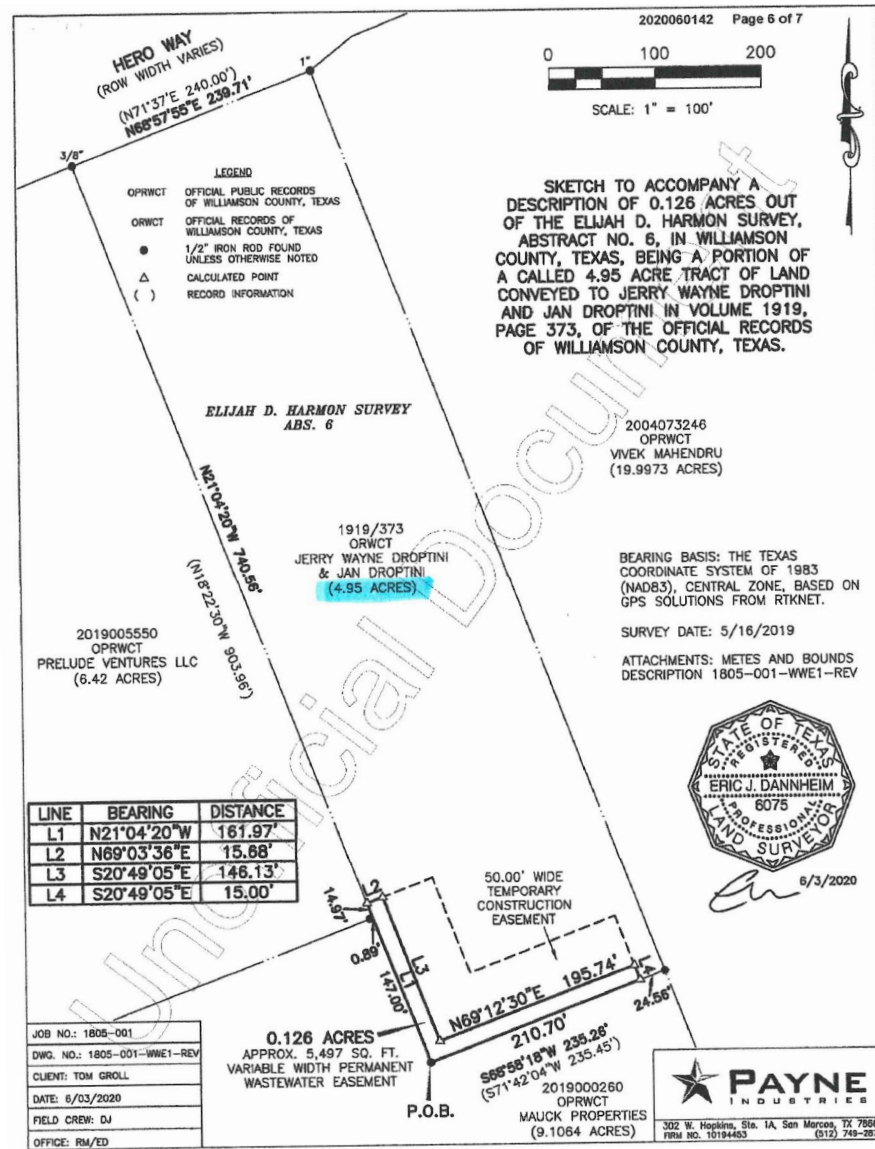 2020060142 Page 6 of 7
HERO WAY
(ROW WIDTH VARIES)
(N71°37'E 240.00')
N68°57'55"E 239.71'
1"
3/8"
0 100 200
SCALE: 1" = 100'
LEGEND
OPRWCT OFFICIAL PUBLIC RECORDS
OF WILLIAMSON COUNTY, TEXAS
ORWCT OFFICIAL RECORDS OF
WILLIAMSON COUNTY, TEXAS
1/2" IRON ROD FOUND
UNLESS OTHERWISE NOTED
CALCULATED POINT
( ) RECORD INFORMATION
SKETCH TO ACCOMPANY A
DESCRIPTION OF 0.126 ACRES OUT
OF THE ELIJAH D. HARMON SURVEY,
ABSTRACT NO. 6, IN WILLIAMSON
COUNTY, TEXAS, BEING A PORTION OF
A CALLED 4.95 ACRE TRACT OF LAND
CONVEYED TO JERRY WAYNE DROPTINI
AND JAN DROPTINI IN VOLUME 1919,
PAGE 373, OF THE OFFICIAL RECORDS
OF WILLIAMSON COUNTY, TEXAS.
ELIJAH D. HARMON SURVEY
ABS. 6
2004073246
OPRWCT
VIVEK MAHENDRU
(19.9973 ACRES)
N21°04'20"W 740.56'
(N18°22'30"W 903.96')
1919/373
ORWCT
JERRY WAYNE DROPTINI
& JAN DROPTINI
(4.95 ACRES)
BEARING BASIS: THE TEXAS
COORDINATE SYSTEM OF 1983
(NAD83), CENTRAL ZONE, BASED ON
GPS SOLUTIONS FROM RTKNET.
SURVEY DATE: 5/16/2019
ATTACHMENTS: METES AND BOUNDS
DESCRIPTION 1805-001-WWE1-REV
2019005550
OPRWCT
PRELUDE VENTURES LLC
(6.42 ACRES)
STATE OF TEXAS
REGISTERED
ERIC J. DANNHEIM
6075
PROFESSIONAL
LAND SURVEYOR
6/3/2020
LINE BEARING DISTANCE
L1 N21°04'20"W 161.97'
L2 N69°03'36"E 15.68'
L3 S20°49'05"E 146.13'
L4 S20°49'05"E 15.00'
50.00' WIDE
TEMPORARY
CONSTRUCTION
EASEMENT
L2
14.97'
0.89'
147.00'
L1
L3
N69°12'30"E 195.74'
L4
24.56'
210.70'
S68°58'18"W 235.26'
(S71°42'04"W 235.45')
0.126 ACRES
APPROX. 5,497 SQ. FT.
VARIABLE WIDTH PERMANENT
WASTEWATER EASEMENT
P.O.B.
2019000260
OPRWCT
MAUCK PROPERTIES
(9.1064 ACRES)
JOB NO.: 1805-001
DWG. NO.: 1805-001-WWE1-REV
CLIENT: TOM GROLL
DATE: 6/03/2020
FIELD CREW: DJ
OFFICE: RM/ED
PAYNE
INDUSTRIES
302 W. Hopkins, Ste. 1A, San Marcos, TX
FIRM NO. 10194453 (512)
Unofficial Document